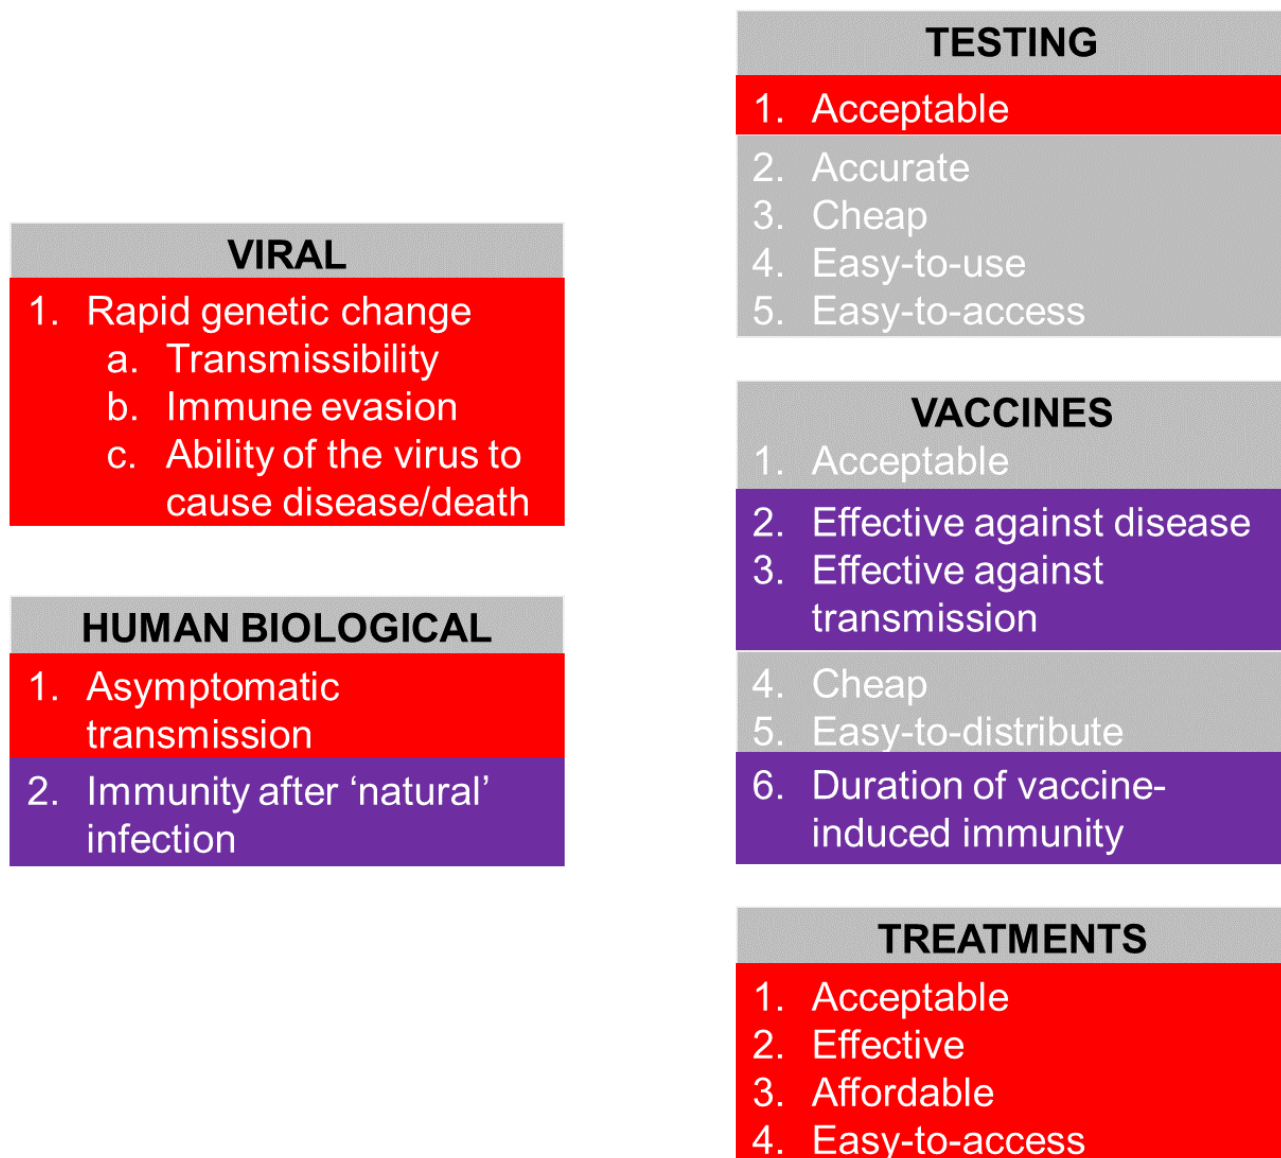 VIRAL
1. Rapid genetic change
a. Transmissibility
b. Immune evasion
c. Ability of the virus to
cause disease/death
HUMAN BIOLOGICAL
1. Asymptomatic
transmission
2. Immunity after ‘natural’
infection
TESTING
1. Acceptable
2. Accurate
3. Cheap
4. Easy-to-use
5. Easy-to-access
VACCINES
1. Acceptable
2. Effective against disease
3. Effective against
transmission
4. Cheap
5. Easy-to-distribute
6. Duration of vaccine-
induced immunity
TREATMENTS
1. Acceptable
2. Effective
3. Affordable
4. Easy-to-access